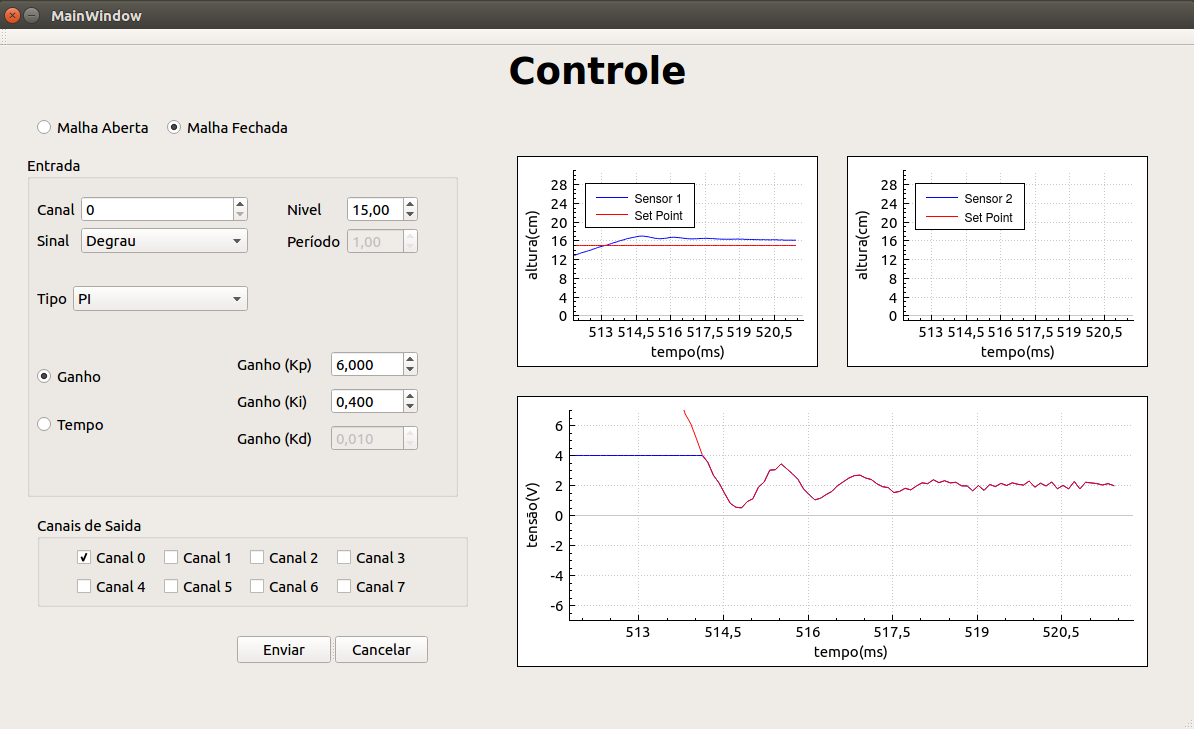 MainWindow
Controle
Malha Aberta Malha Fechada
Entrada
Canal 0 Nivel 15,00
Sinal Degrau Período 1,00
Tipo PI
Ganho (Kp) 6,000
Ganho
Ganho (Ki) 0,400
Tempo
Ganho (Kd) 0,010
Canais de Saida
Canal 0 Canal 1 Canal 2 Canal 3
Canal 4 Canal 5 Canal 6 Canal 7
Enviar Cancelar
altura(cm)
28
24
20
16
12
8
4
0
Sensor 1
Set Point
513 514,5 516 517,5 519 520,5
tempo(ms)
altura(cm)
28
24
20
16
12
8
4
0
Sensor 2
Set Point
513 514,5 516 517,5 519 520,5
tempo(ms)
tensão(V)
6
4
2
0
-2
-4
-6
513 514,5 516 517,5 519 520,5
tempo(ms)